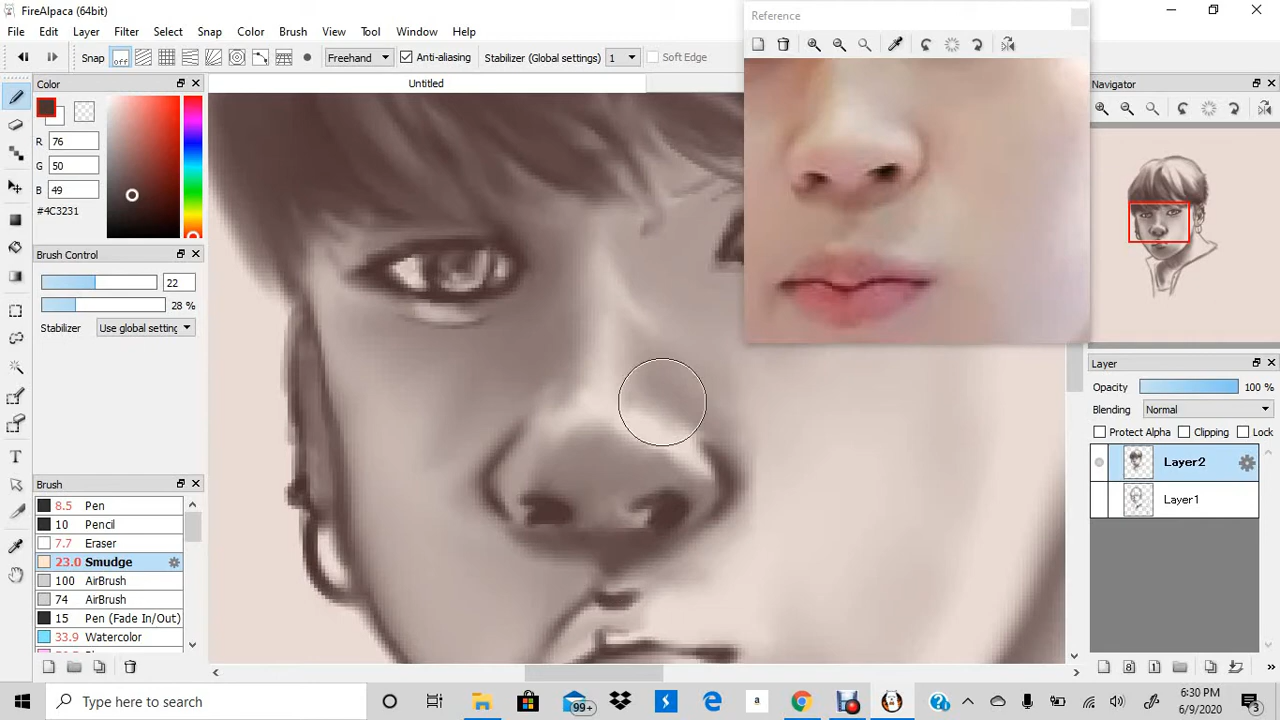 FireAlpaca (64bit)
File Edit Layer Filter Select Snap Color Brush View Tool Window Help
Snap off Freehand Anti-aliasing Stabilizer (Global settings) 1 Soft Edge
Untitled
Color
R 76
G 50
B 49
#4C3231
Brush Control
22
28 %
Stabilizer Use global setting
Brush
8.5 Pen
10 Pencil
7.7 Eraser
23.0 Smudge
100 AirBrush
74 AirBrush
15 Pen (Fade In/Out)
33.9 Watercolor
Reference
Navigator
Layer
Opacity 100 %
Blending Normal
Protect Alpha Clipping Lock
Layer2
Layer1
Type here to search
99+
a
6:30 PM
6/9/2020
3